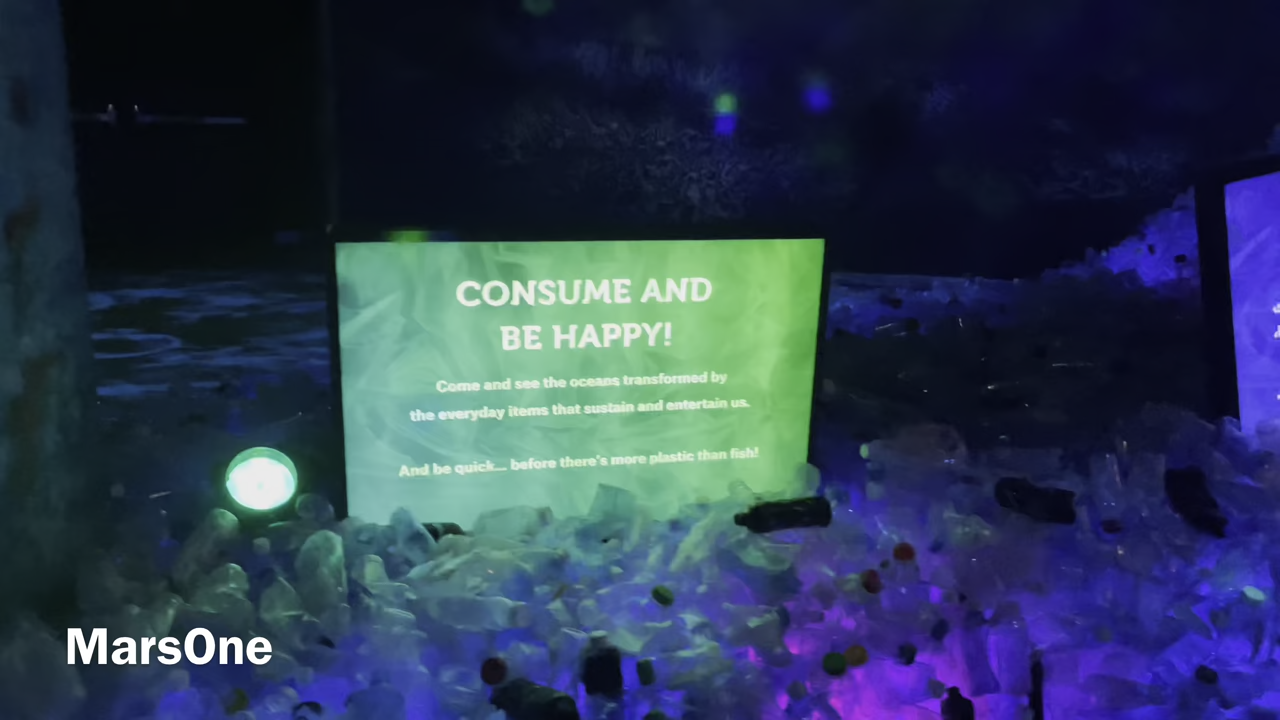 CONSUME AND
BE HAPPY!
Come and see the oceans transformed by
the everyday items that sustain and entertain us.
And be quick... before there's more plastic than fish!
MarsOne